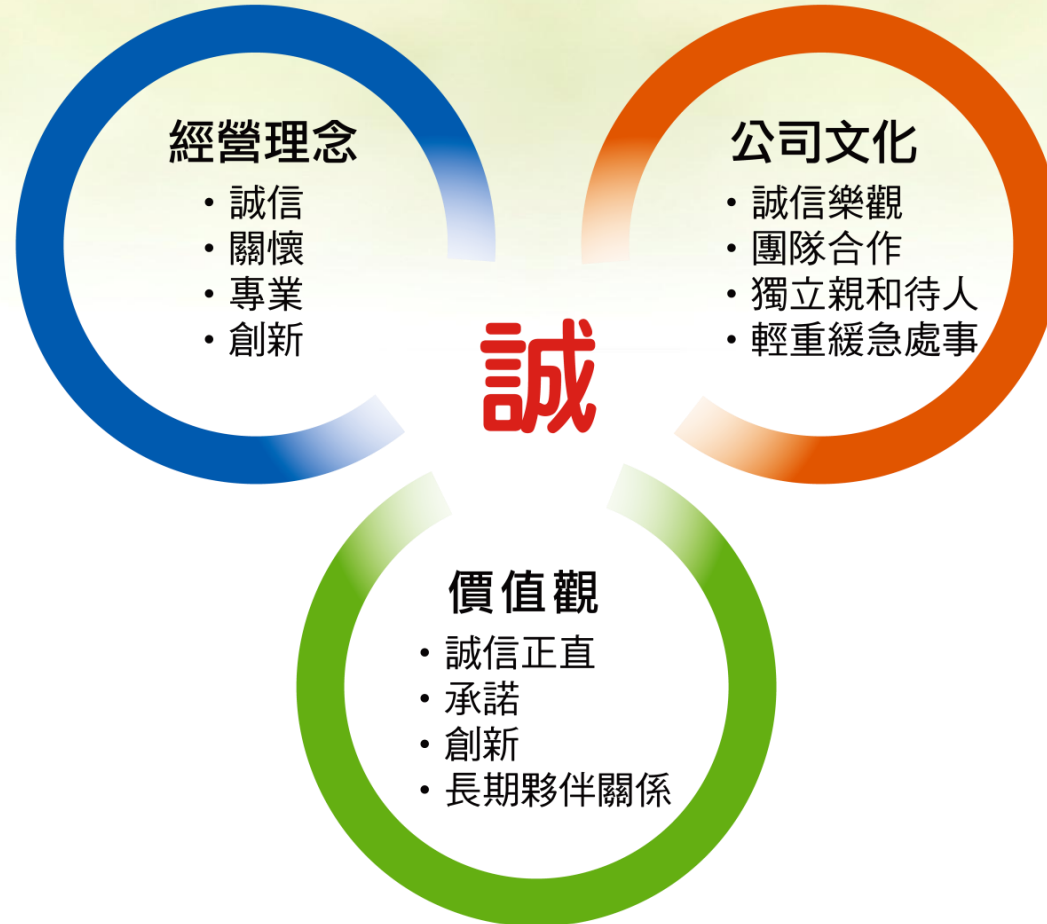 經營理念
・誠信
・關懷
・專業
・創新
公司文化
・誠信樂觀
・團隊合作
・獨立親和待人
・輕重緩急處事
誠
價值觀
・誠信正直
・承諾
・創新
・長期夥伴關係